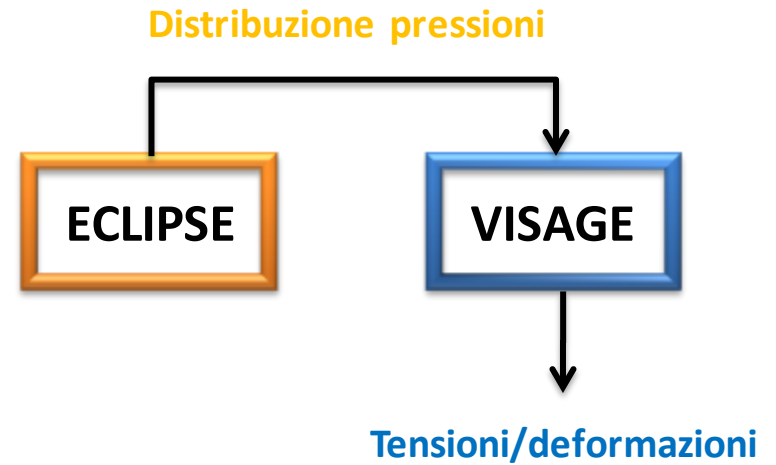 Distribuzione pressioni
ECLIPSE
VISAGE
Tensioni/deformazioni